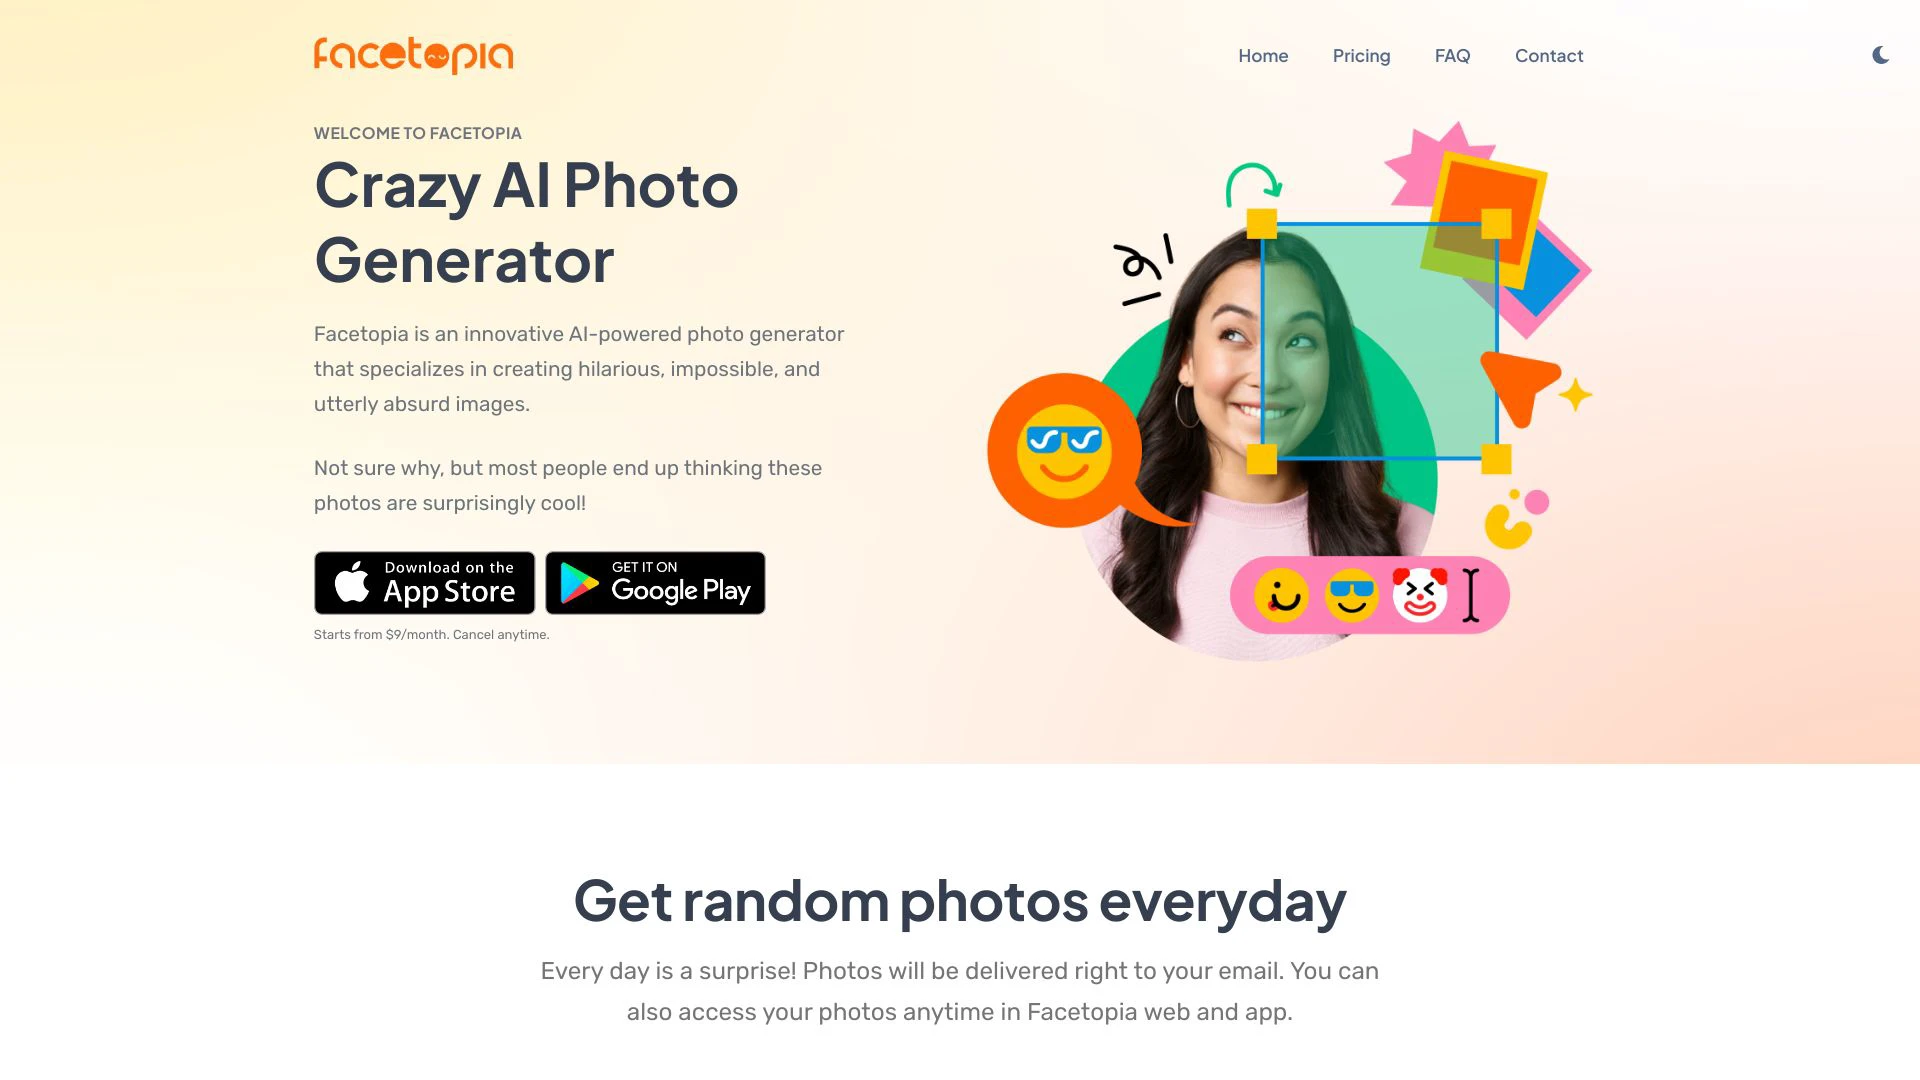 facetopia
Home
Pricing
FAQ
Contact
WELCOME TO FACETOPIA
Crazy AI Photo
Generator
Facetopia is an innovative AI-powered photo generator
that specializes in creating hilarious, impossible, and
utterly absurd images.
Not sure why, but most people end up thinking these
photos are surprisingly cool!
Download on the
App Store
GET IT ON
Google Play
Starts from $9/month. Cancel anytime.
Get random photos everyday
Every day is a surprise! Photos will be delivered right to your email. You can
also access your photos anytime in Facetopia web and app.